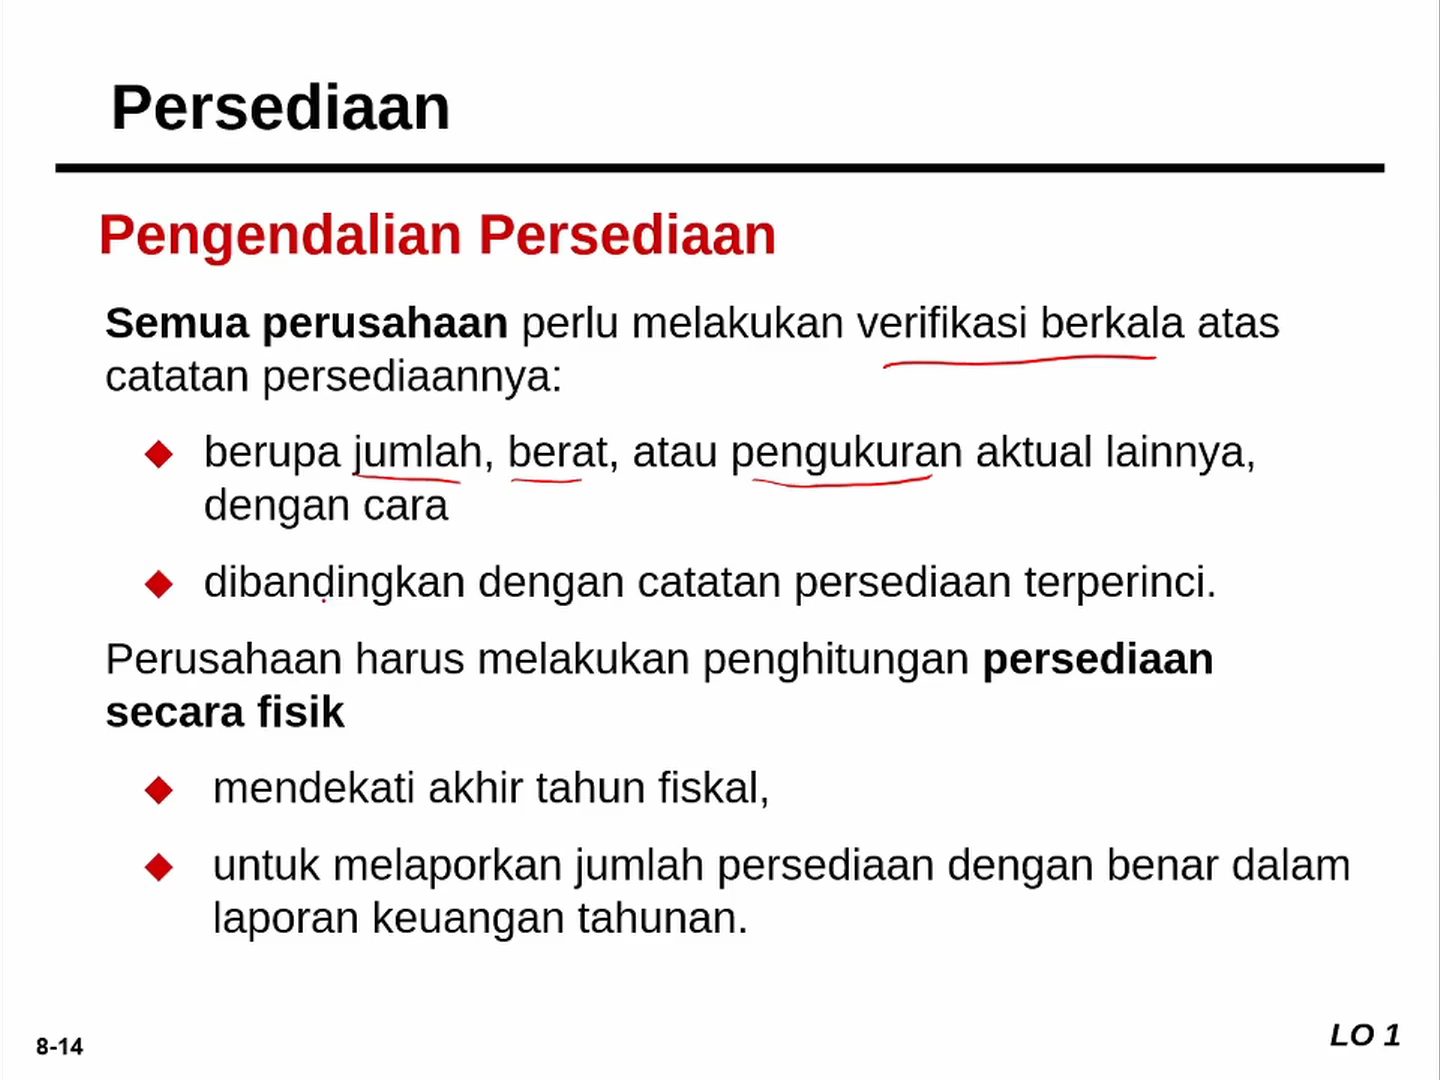 Persediaan
Pengendalian Persediaan
Semua perusahaan perlu melakukan verifikasi berkala atas
catatan persediaannya:
berupa jumlah, berat, atau pengukuran aktual lainnya,
dengan cara
dibandingkan dengan catatan persediaan terperinci.
Perusahaan harus melakukan penghitungan persediaan
secara fisik
mendekati akhir tahun fiskal,
untuk melaporkan jumlah persediaan dengan benar dalam
laporan keuangan tahunan.
8-14
LO 1